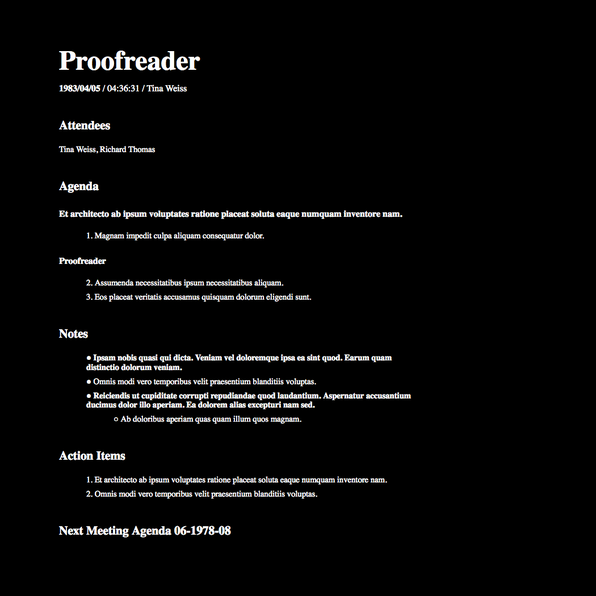 Proofreader
1983/04/05 / 04:36:31 / Tina Weiss
Attendees
Tina Weiss, Richard Thomas
Agenda
Et architecto ab ipsum voluptates ratione placeat soluta eaque numquam inventore nam.
1. Magnam impedit culpa aliquam consequatur dolor.
Proofreader
2. Assumenda necessitatibus ipsum necessitatibus aliquam.
3. Eos placeat veritatis accusamus quisquam dolorum eligendi sunt.
Notes
● Ipsam nobis quasi qui dicta. Veniam vel doloremque ipsa ea sint quod. Earum quam
distinctio dolorum veniam.
● Omnis modi vero temporibus velit praesentium blanditiis voluptas.
● Reiciendis ut cupiditate corrupti repudiandae quod laudantium. Aspernatur accusantium
ducimus dolor illo aperiam. Ea dolorem alias excepturi nam sed.
○ Ab doloribus aperiam quas quam illum quos magnam.
Action Items
1. Et architecto ab ipsum voluptates ratione placeat soluta eaque numquam inventore nam.
2. Omnis modi vero temporibus velit praesentium blanditiis voluptas.
Next Meeting Agenda 06-1978-08